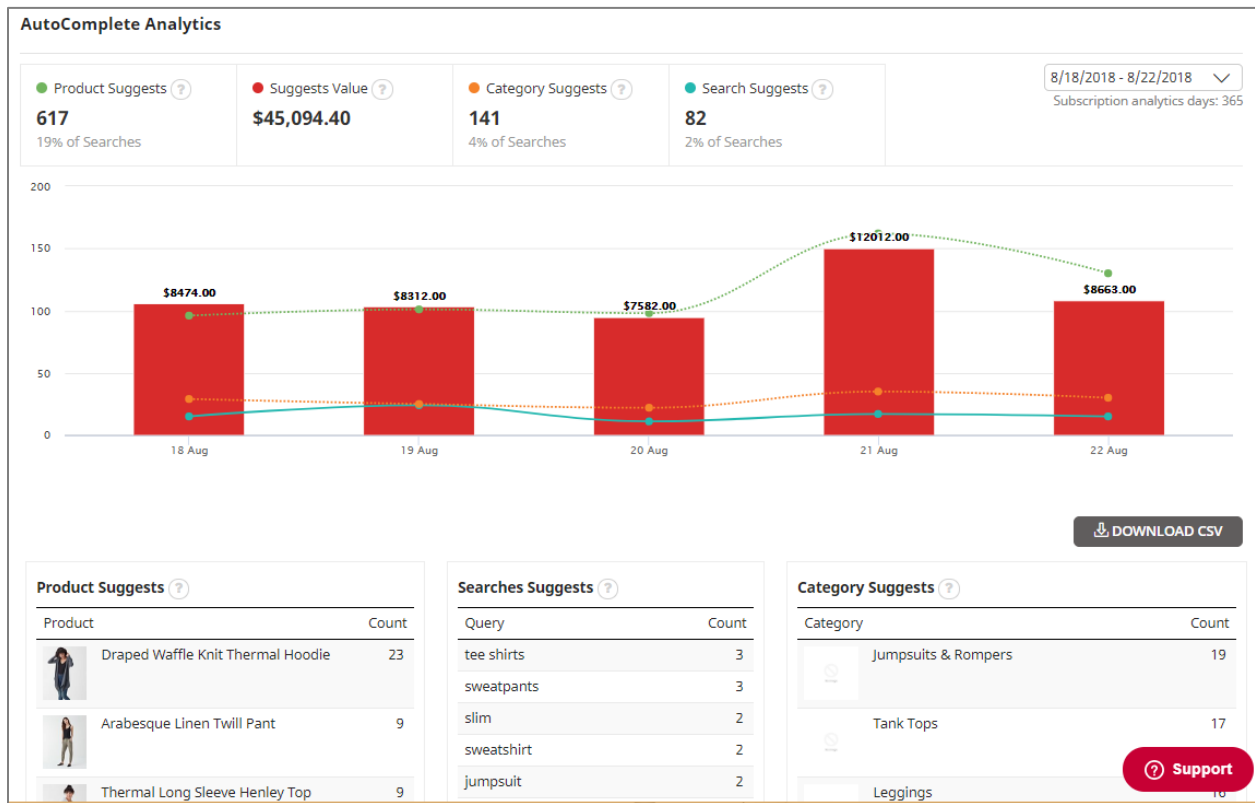 AutoComplete Analytics
Product Suggests ?
617
19% of Searches
Suggests Value ?
$45,094.40
Category Suggests ?
141
4% of Searches
Search Suggests ?
82
2% of Searches
8/18/2018 - 8/22/2018
Subscription analytics days: 365
200
150
100
50
0
$8474.00
$8312.00
$7582.00
$12012.00
$8663.00
18 Aug
19 Aug
20 Aug
21 Aug
22 Aug
DOWNLOAD CSV
Product Suggests ?
Product Count
Draped Waffle Knit Thermal Hoodie 23
Arabesque Linen Twill Pant 9
Thermal Long Sleeve Henley Top 9
Searches Suggests ?
Query Count
tee shirts 3
sweatpants 3
slim 2
sweatshirt 2
jumpsuit 2
Category Suggests ?
Category Count
Jumpsuits & Rompers 19
Tank Tops 17
Leggings
? Support